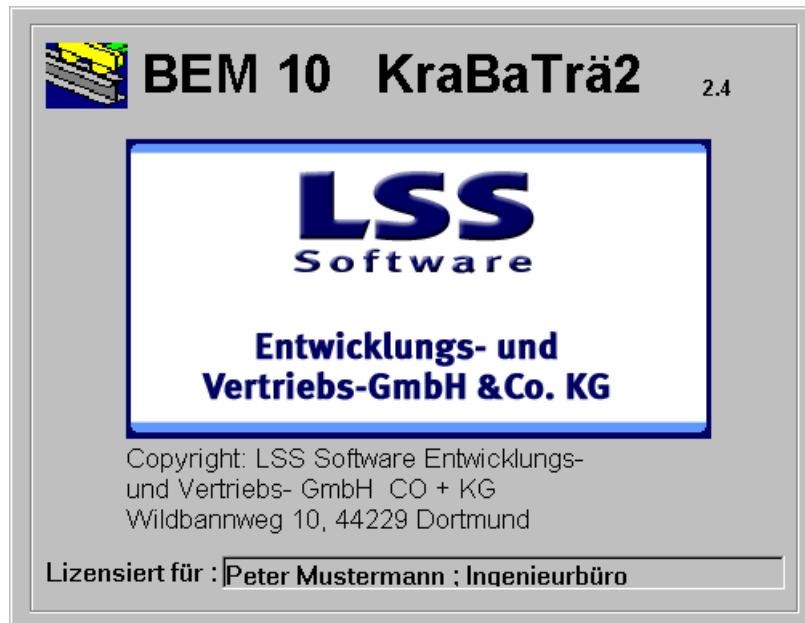 BEM 10 KraBaTrä2 2.4
LSS
Software
Entwicklungs- und
Vertriebs-GmbH &Co. KG
Copyright: LSS Software Entwicklungs-
und Vertriebs- GmbH CO + KG
Wildbannweg 10, 44229 Dortmund
Lizensiert für : Peter Mustermann ; Ingenieurbüro